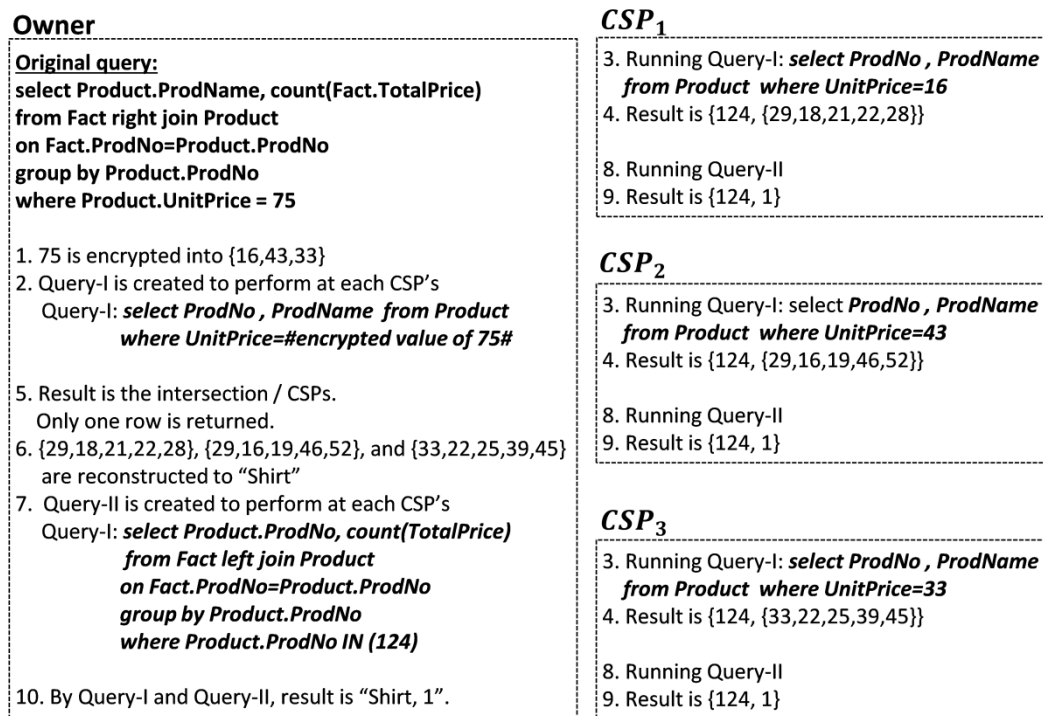 Owner
Original query:
select Product.ProdName, count(Fact.TotalPrice)
from Fact right join Product
on Fact.ProdNo=Product.ProdNo
group by Product.ProdNo
where Product.UnitPrice = 75
1. 75 is encrypted into {16,43,33}
2. Query-I is created to perform at each CSP’s
Query-I: select ProdNo , ProdName from Product
where UnitPrice=#encrypted value of 75#
5. Result is the intersection / CSPs.
Only one row is returned.
6. {29,18,21,22,28}, {29,16,19,46,52}, and {33,22,25,39,45}
are reconstructed to “Shirt”
7. Query-II is created to perform at each CSP’s
Query-I: select Product.ProdNo, count(TotalPrice)
from Fact left join Product
on Fact.ProdNo=Product.ProdNo
group by Product.ProdNo
where Product.ProdNo IN (124)
10. By Query-I and Query-II, result is “Shirt, 1”.
CSP₁
3. Running Query-I: select ProdNo , ProdName
from Product where UnitPrice=16
4. Result is {124, {29,18,21,22,28}}
8. Running Query-II
9. Result is {124, 1}
CSP₂
3. Running Query-I: select ProdNo , ProdName
from Product where UnitPrice=43
4. Result is {124, {29,16,19,46,52}}
8. Running Query-II
9. Result is {124, 1}
CSP₃
3. Running Query-I: select ProdNo , ProdName
from Product where UnitPrice=33
4. Result is {124, {33,22,25,39,45}}
8. Running Query-II
9. Result is {124, 1}